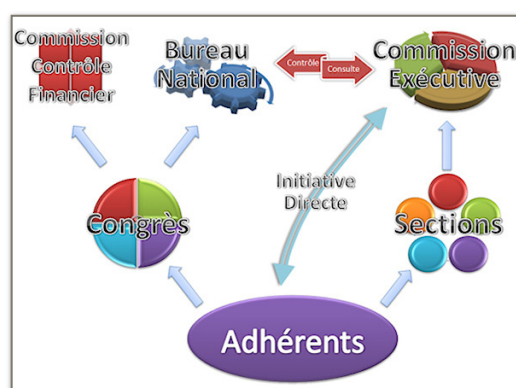 Commission
Contrôle
Financier
Bureau
National
Contrôle
Consulte
Commission
Exécutive
Initiative
Directe
Congrès
Sections
Adhérents